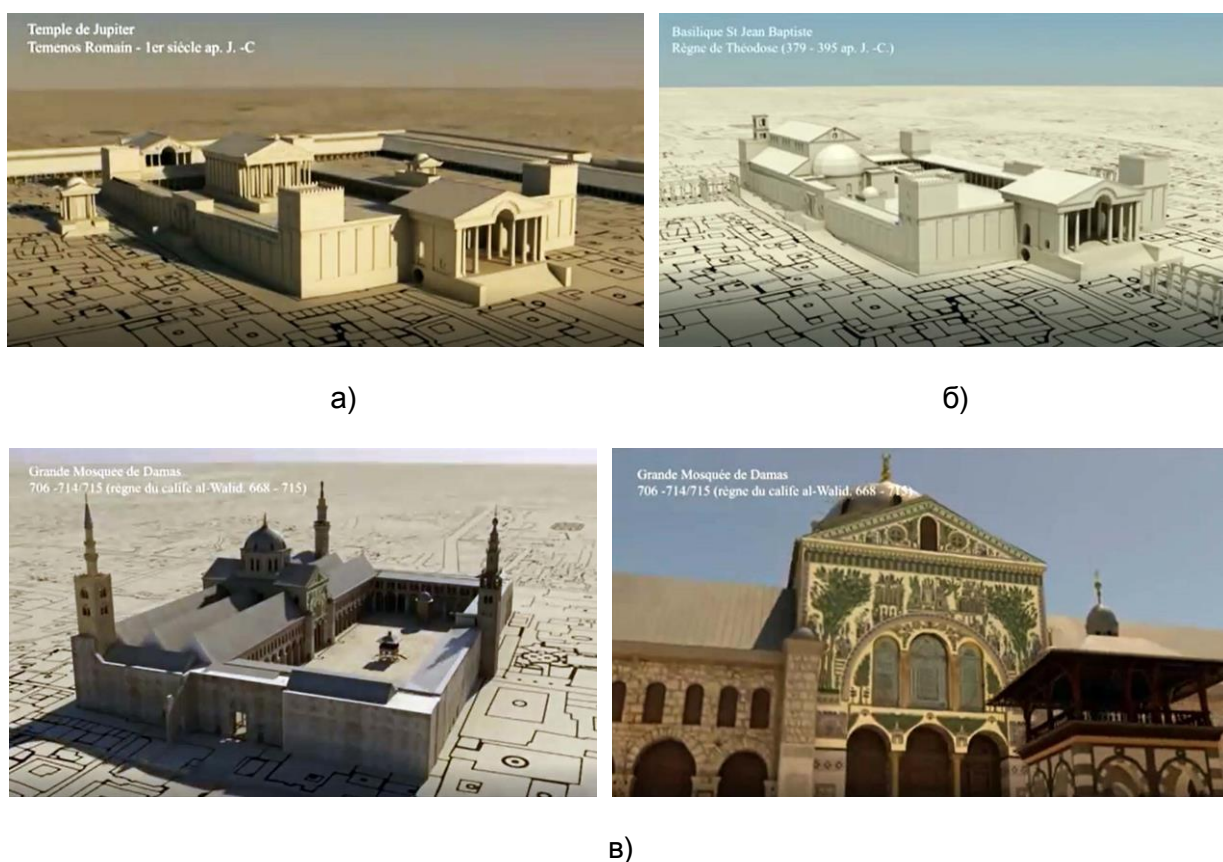 Temple de Jupiter
Temenos Romain - 1er siècle ap. J. -C
Basilique St Jean Baptiste
Règne de Théodose (379 - 395 ap. J. -C.)
а)
б)
Grande Mosquée de Damas
706 -714/715 (règne du calife al-Walid. 668 - 715)
Grande Mosquée de Damas
706 -714/715 (règne du calife al-Walid. 668 - 715)
в)